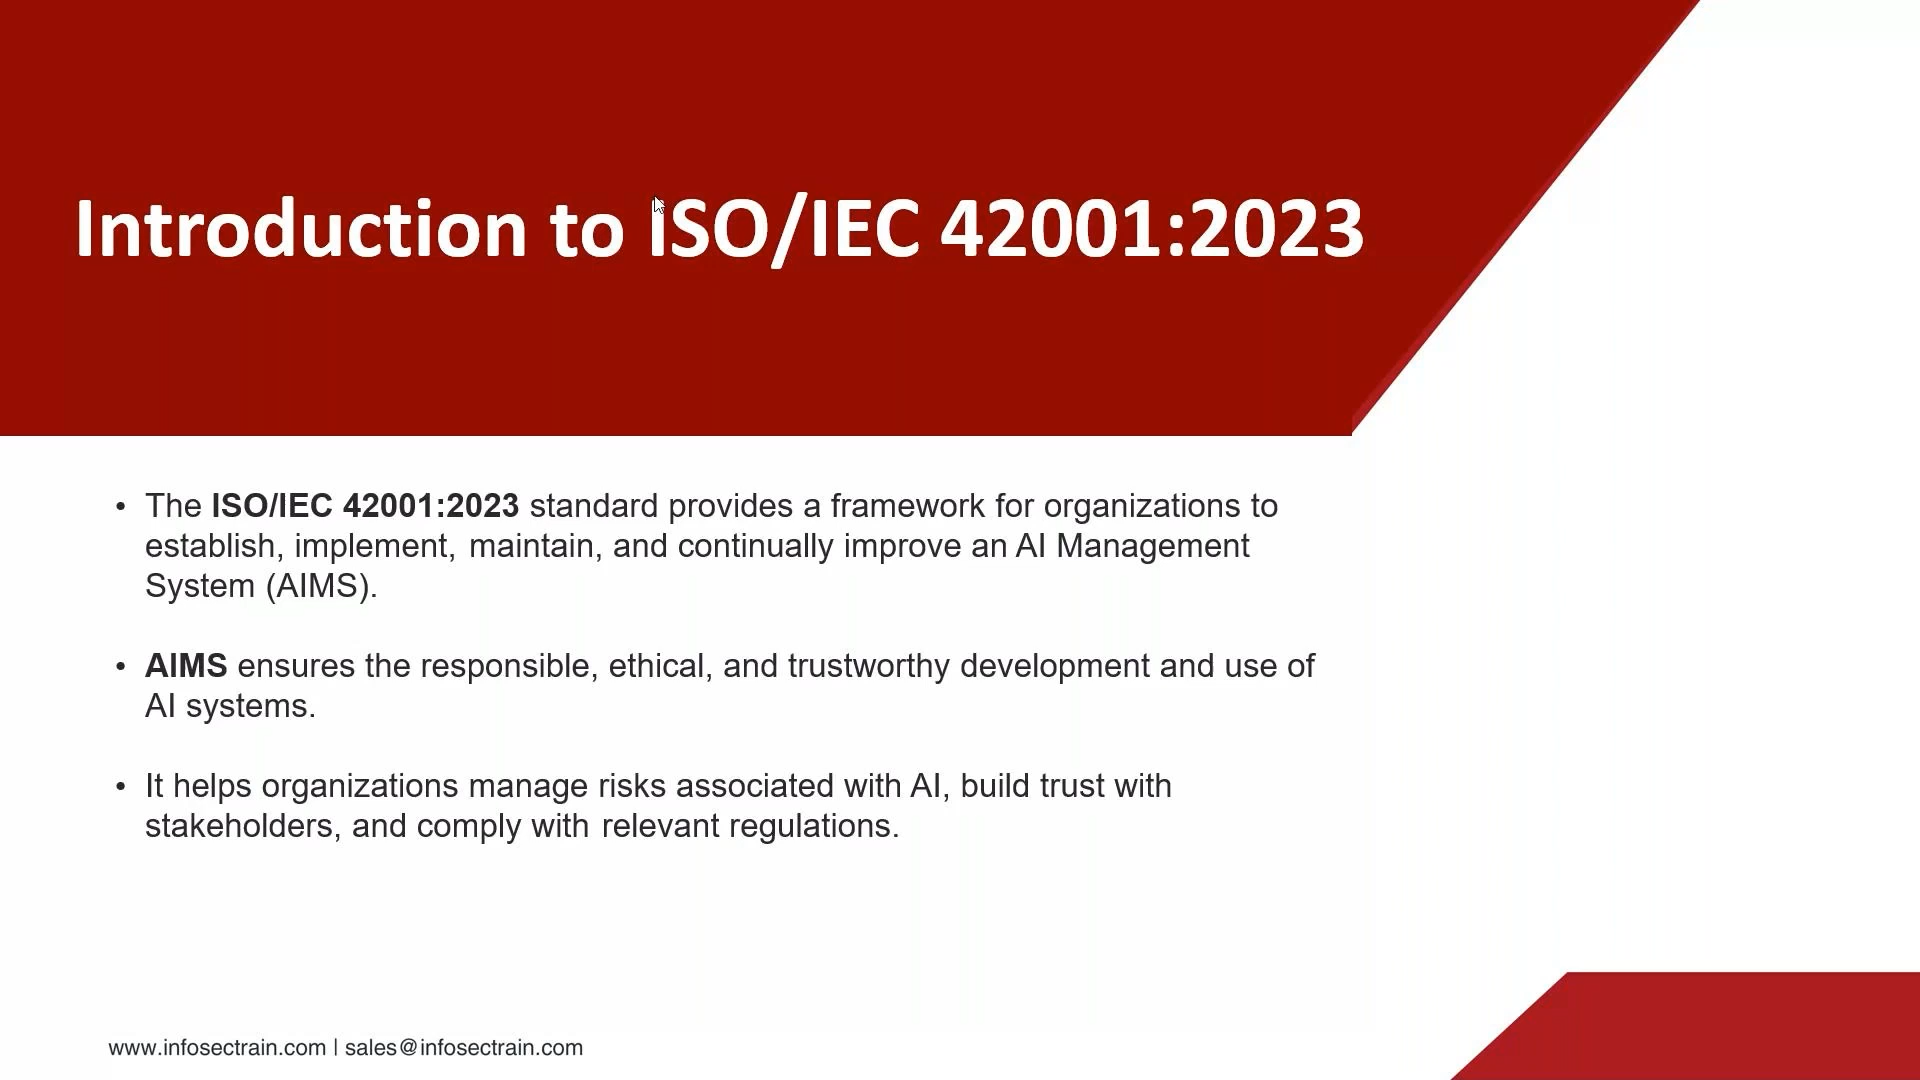 Introduction to ISO/IEC 42001:2023
• The ISO/IEC 42001:2023 standard provides a framework for organizations to
establish, implement, maintain, and continually improve an AI Management
System (AIMS).
• AIMS ensures the responsible, ethical, and trustworthy development and use of
AI systems.
• It helps organizations manage risks associated with AI, build trust with
stakeholders, and comply with relevant regulations.
www.infosectrain.com | sales@infosectrain.com